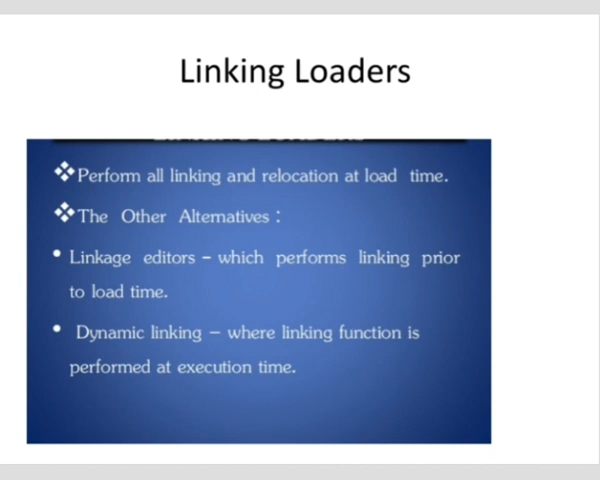 Linking Loaders
❖Perform all linking and relocation at load time.
❖The Other Alternatives :
• Linkage editors – which performs linking prior
to load time.
• Dynamic linking – where linking function is
performed at execution time.